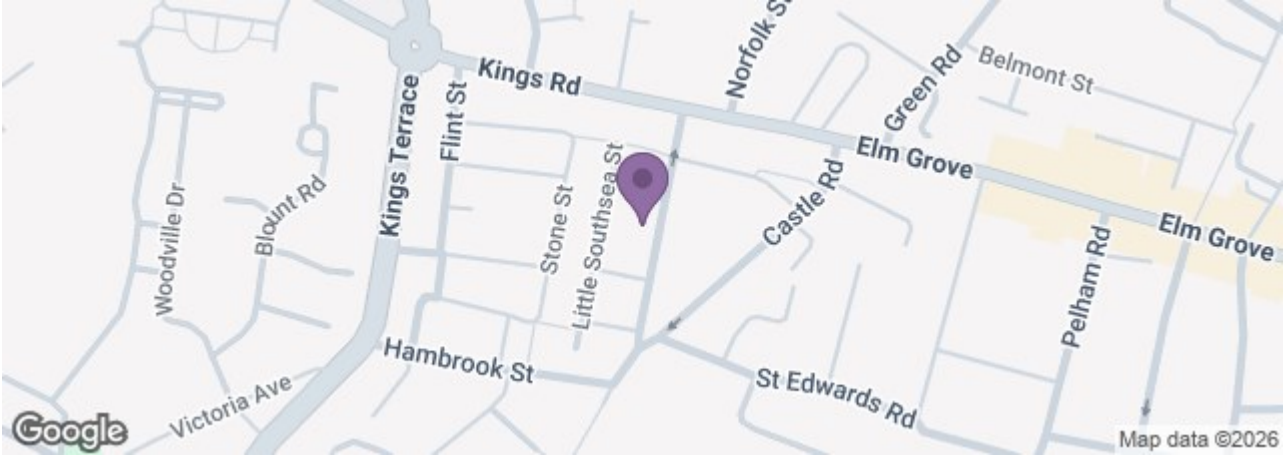 Norfolk S
Green Rd
Belmont St
Kings Rd
Kings Terrace
Flint St
Elm Grove
Castle Rd
Little Southsea St
Stone St
Blount Rd
Woodville Dr
Elm Grove
Pelham Rd
Hambrook St
St Edwards Rd
Victoria Ave
Google
Map data ©2026